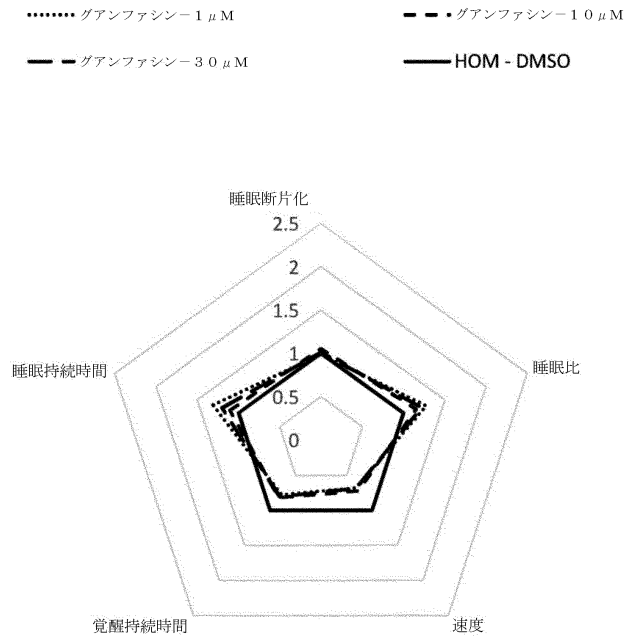 グアンファシン－１μＭ
グアンファシン－１０μＭ
グアンファシン－３０μＭ
HOM - DMSO
睡眠断片化
2.5
2
1.5
1
0.5
0
睡眠持続時間
睡眠比
覚醒持続時間
速度